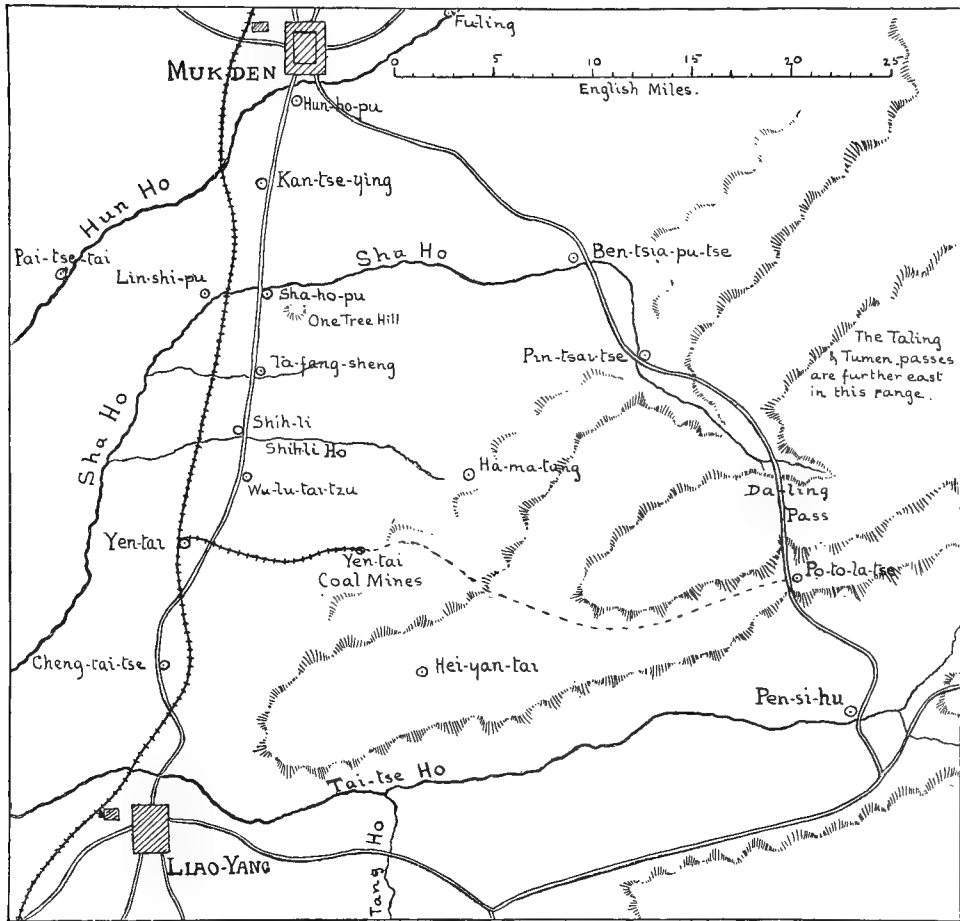 Fuling
MUKDEN
0 5 10 15 20 25
English Miles.
Hun-ho-pu
Kan-tse-ying
Hun Ho
Pai-tse-tai
Lin-shi-pu
Sha Ho
Ben-tsia-pu-tse
Sha-ho-pu
One Tree Hill
Pin-tsai-tse
The Taling
& Tumen passes
are further east
in this range.
Ta-fang-sheng
Sha Ho
Shih-li
Shih-li Ho
Ha-ma-tung
Wu-lu-tai-tzu
Da-ling
Pass
Yen-tai
Yen-tai
Coal Mines
Po-to-la-tse
Cheng-tai-tse
Hei-yan-tai
Pen-si-hu
Tai-tse Ho
Tang Ho
LIAO-YANG